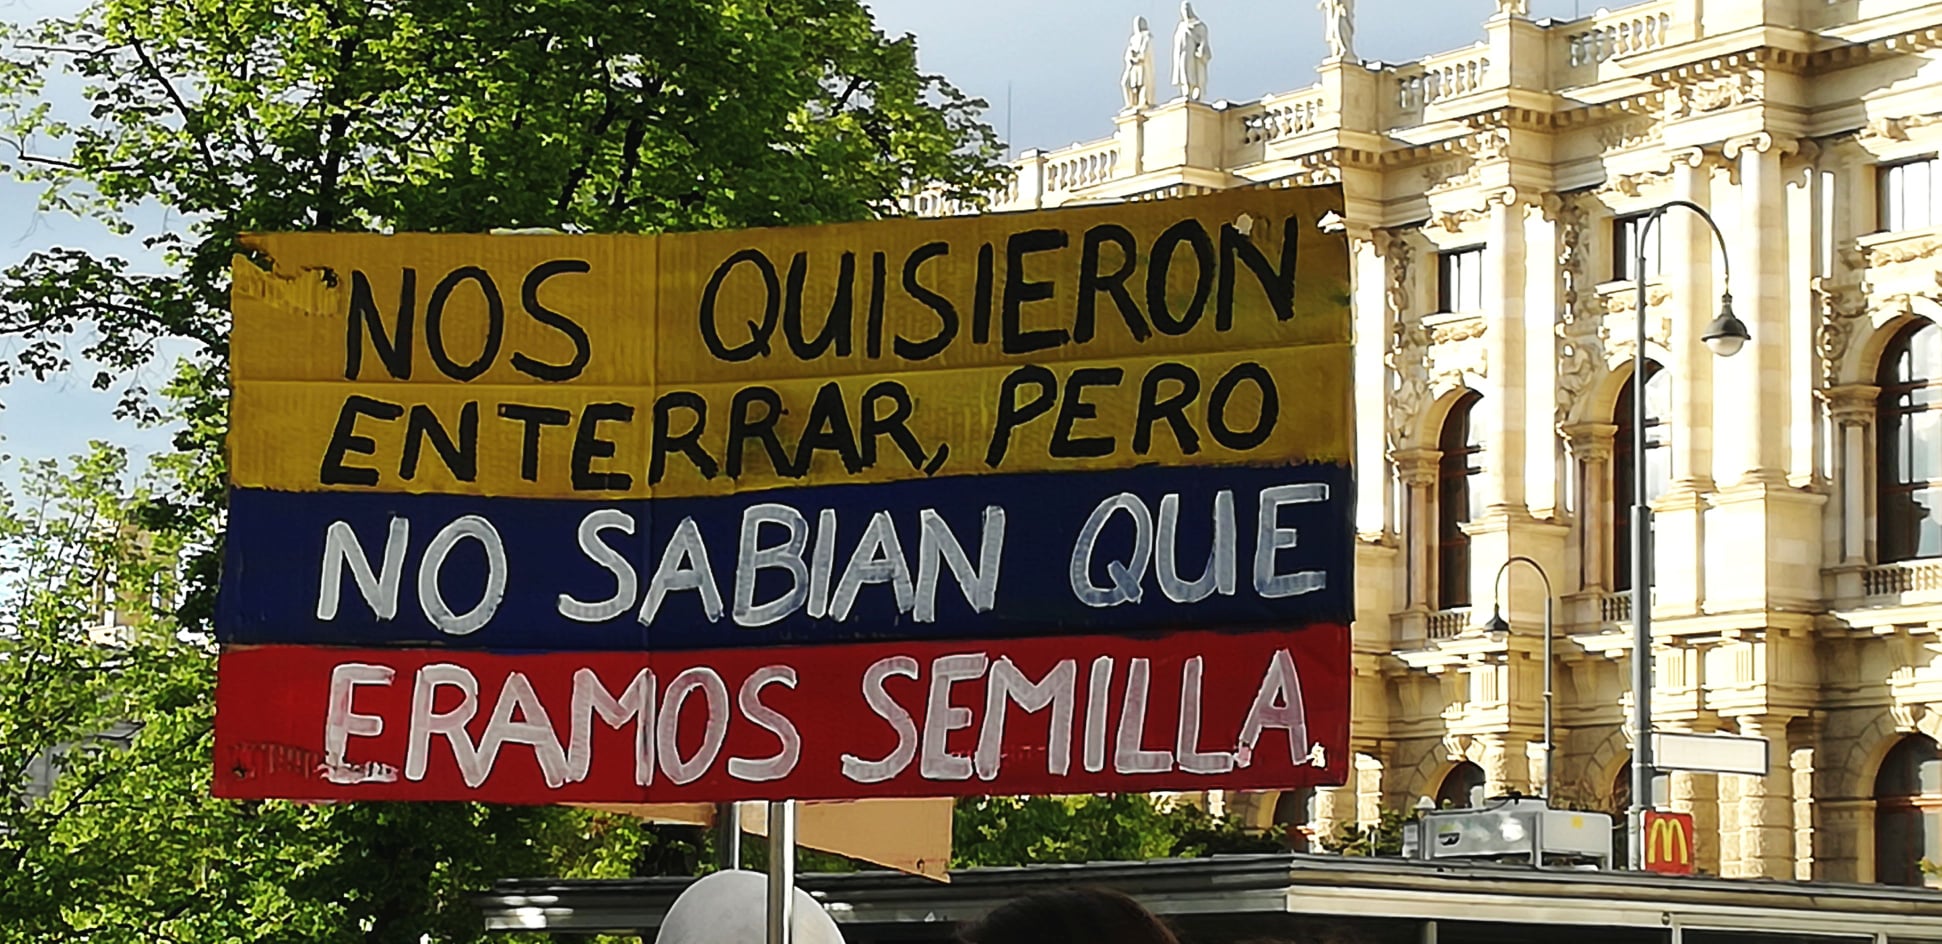 NOS QUISIERON
ENTERRAR, PERO
NO SABIAN QUE
ERAMOS SEMILLA.